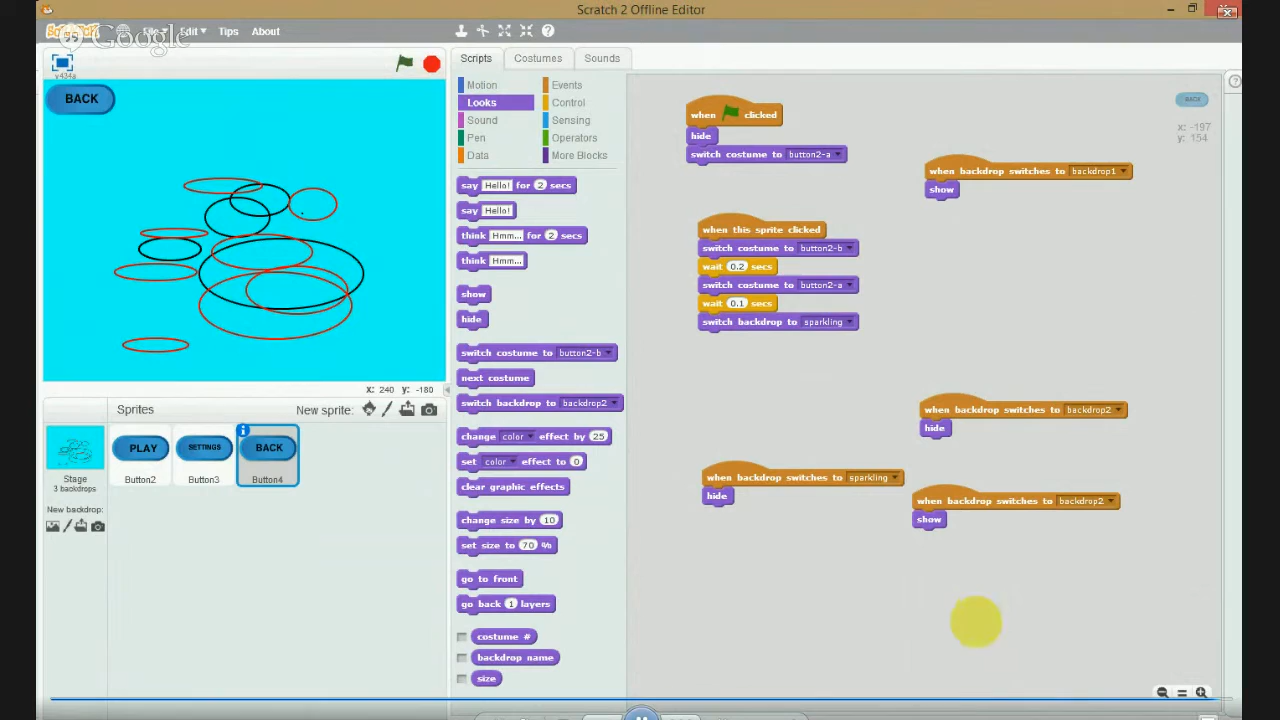 Scratch 2 Offline Editor
Google
File Edit Tips About
v434a
BACK
Scripts Costumes Sounds
Motion Events
Looks Control
Sound Sensing
Pen Operators
Data More Blocks
say Hello! for 2 secs
say Hello!
think Hmm... for 2 secs
think Hmm...
show
hide
switch costume to button2-b
next costume
switch backdrop to backdrop2
change color effect by 25
set color effect to 0
clear graphic effects
change size by 10
set size to 70 %
go to front
go back 1 layers
costume #
backdrop name
size
x: 240 y: -180
Sprites New sprite:
Stage
3 backdrops
New backdrop:
PLAY
Button2
SETTINGS
Button3
BACK
Button4
when clicked
hide
switch costume to button2-a
when this sprite clicked
switch costume to button2-b
wait 0.2 secs
switch costume to button2-a
wait 0.1 secs
switch backdrop to sparkling
when backdrop switches to sparkling
hide
when backdrop switches to backdrop1
show
when backdrop switches to backdrop2
hide
when backdrop switches to backdrop2
show
BACK
x: -197
y: 154